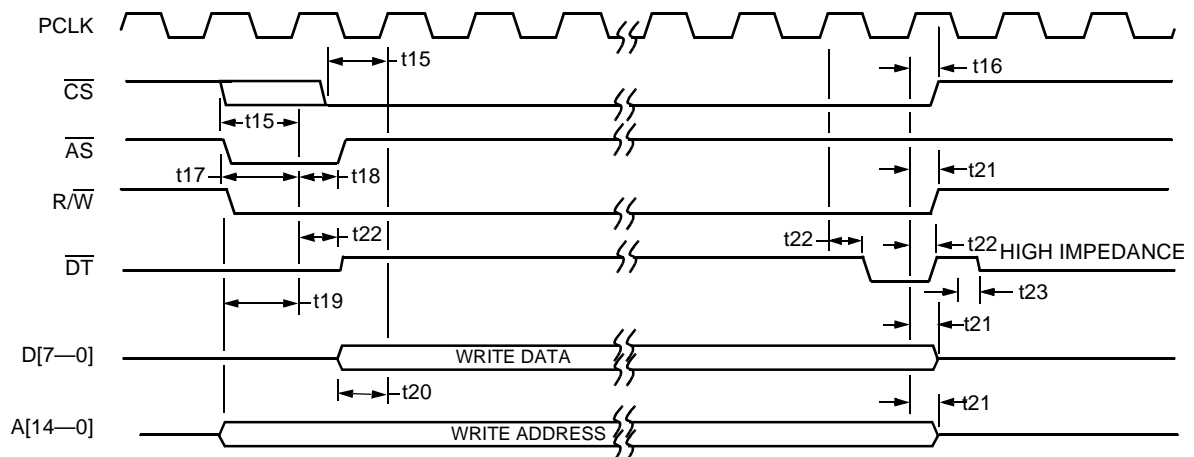 PCLK
t15
t16
CS
t15
AS
t17
t18
t21
R/W
t22
t22
t22
HIGH IMPEDANCE
DT
t19
t23
t21
D[7—0]
WRITE DATA
t20
t21
A[14—0]
WRITE ADDRESS